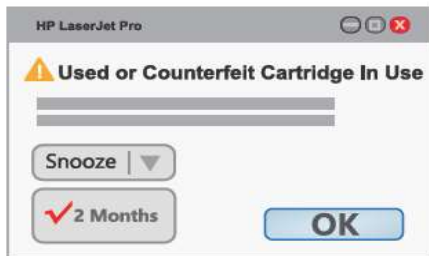 HP LaserJet Pro
Used or Counterfeit Cartridge In Use
Snooze
2 Months
OK